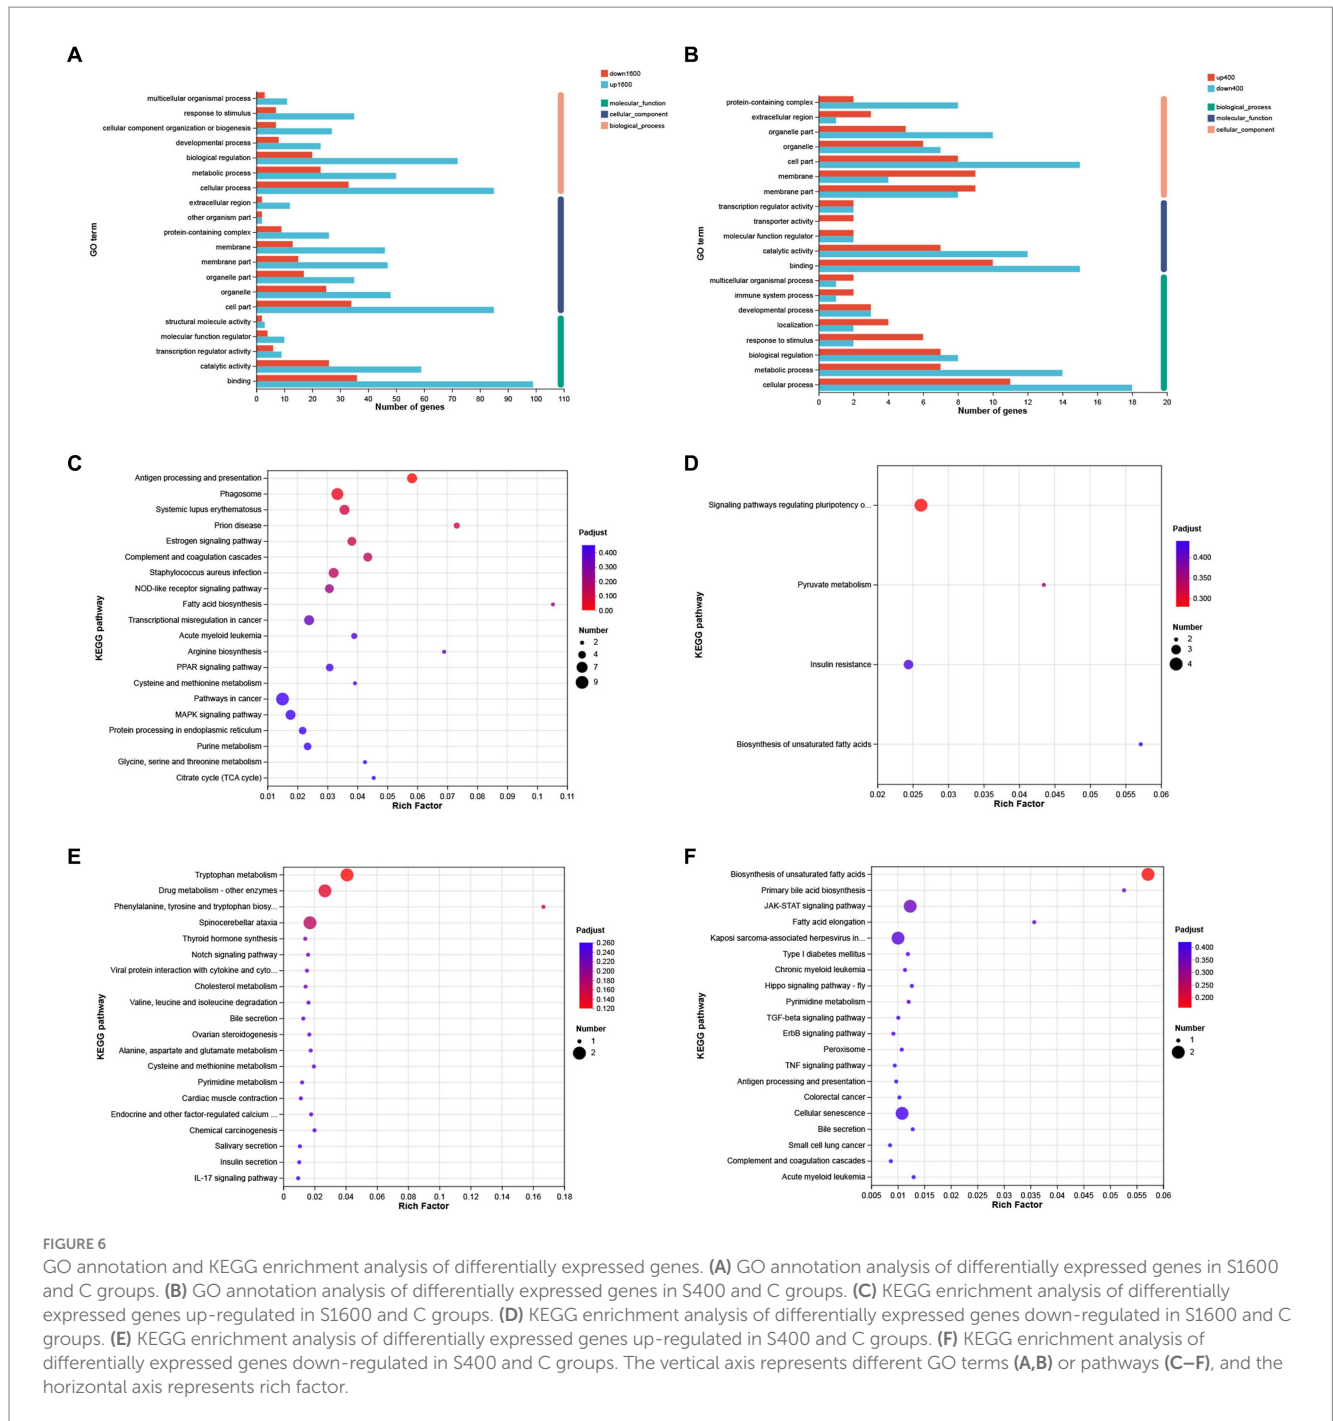 A
down1600
up1600
molecular_function
cellular_component
biological_process
GO term
multicellular organismal process
response to stimulus
cellular component organization or biogenesis
developmental process
biological regulation
metabolic process
cellular process
extracellular region
other organism part
protein-containing complex
membrane
membrane part
organelle part
organelle
cell part
structural molecule activity
molecular function regulator
transcription regulator activity
catalytic activity
binding
0 10 20 30 40 50 60 70 80 90 100 110
Number of genes
B
up400
down400
biological_process
molecular_function
cellular_component
GO term
protein-containing complex
extracellular region
organelle part
organelle
cell part
membrane
membrane part
transcription regulator activity
transporter activity
molecular function regulator
catalytic activity
binding
multicellular organismal process
immune system process
developmental process
localization
response to stimulus
biological regulation
metabolic process
cellular process
0 2 4 6 8 10 12 14 16 18 20
Number of genes
C
KEGG pathway
Antigen processing and presentation
Phagosome
Systemic lupus erythematosus
Prion disease
Estrogen signaling pathway
Complement and coagulation cascades
Staphylococcus aureus infection
NOD-like receptor signaling pathway
Fatty acid biosynthesis
Transcriptional misregulation in cancer
Acute myeloid leukemia
Arginine biosynthesis
PPAR signaling pathway
Cysteine and methionine metabolism
Pathways in cancer
MAPK signaling pathway
Protein processing in endoplasmic reticulum
Purine metabolism
Glycine, serine and threonine metabolism
Citrate cycle (TCA cycle)
0.01 0.02 0.03 0.04 0.05 0.06 0.07 0.08 0.09 0.1 0.11
Rich Factor
Padjust
0.400
0.300
0.200
0.100
0.00
Number
2
4
7
9
D
KEGG pathway
Signaling pathways regulating pluripotency o...
Pyruvate metabolism
Insulin resistance
Biosynthesis of unsaturated fatty acids
0.02 0.025 0.03 0.035 0.04 0.045 0.05 0.055 0.06
Rich Factor
Padjust
0.400
0.350
0.300
Number
2
3
4
E
KEGG pathway
Tryptophan metabolism
Drug metabolism - other enzymes
Phenylalanine, tyrosine and tryptophan biosy...
Spinocerebellar ataxia
Thyroid hormone synthesis
Notch signaling pathway
Viral protein interaction with cytokine and cyto...
Cholesterol metabolism
Valine, leucine and isoleucine degradation
Bile secretion
Ovarian steroidogenesis
Alanine, aspartate and glutamate metabolism
Cysteine and methionine metabolism
Pyrimidine metabolism
Cardiac muscle contraction
Endocrine and other factor-regulated calcium ...
Chemical carcinogenesis
Salivary secretion
Insulin secretion
IL-17 signaling pathway
0 0.02 0.04 0.06 0.08 0.1 0.12 0.14 0.16 0.18
Rich Factor
Padjust
0.260
0.240
0.220
0.200
0.180
0.160
0.140
0.120
Number
1
2
F
KEGG pathway
Biosynthesis of unsaturated fatty acids
Primary bile acid biosynthesis
JAK-STAT signaling pathway
Fatty acid elongation
Kaposi sarcoma-associated herpesvirus in...
Type I diabetes mellitus
Chronic myeloid leukemia
Hippo signaling pathway - fly
Pyrimidine metabolism
TGF-beta signaling pathway
ErbB signaling pathway
Peroxisome
TNF signaling pathway
Antigen processing and presentation
Colorectal cancer
Cellular senescence
Bile secretion
Small cell lung cancer
Complement and coagulation cascades
Acute myeloid leukemia
0.005 0.01 0.015 0.02 0.025 0.03 0.035 0.04 0.045 0.05 0.055 0.06
Rich Factor
Padjust
0.400
0.350
0.300
0.250
0.200
Number
1
2
FIGURE 6
GO annotation and KEGG enrichment analysis of differentially expressed genes. (A) GO annotation analysis of differentially expressed genes in S1600
and C groups. (B) GO annotation analysis of differentially expressed genes in S400 and C groups. (C) KEGG enrichment analysis of differentially
expressed genes up-regulated in S1600 and C groups. (D) KEGG enrichment analysis of differentially expressed genes down-regulated in S1600 and C
groups. (E) KEGG enrichment analysis of differentially expressed genes up-regulated in S400 and C groups. (F) KEGG enrichment analysis of
differentially expressed genes down-regulated in S400 and C groups. The vertical axis represents different GO terms (A,B) or pathways (C–F), and the
horizontal axis represents rich factor.